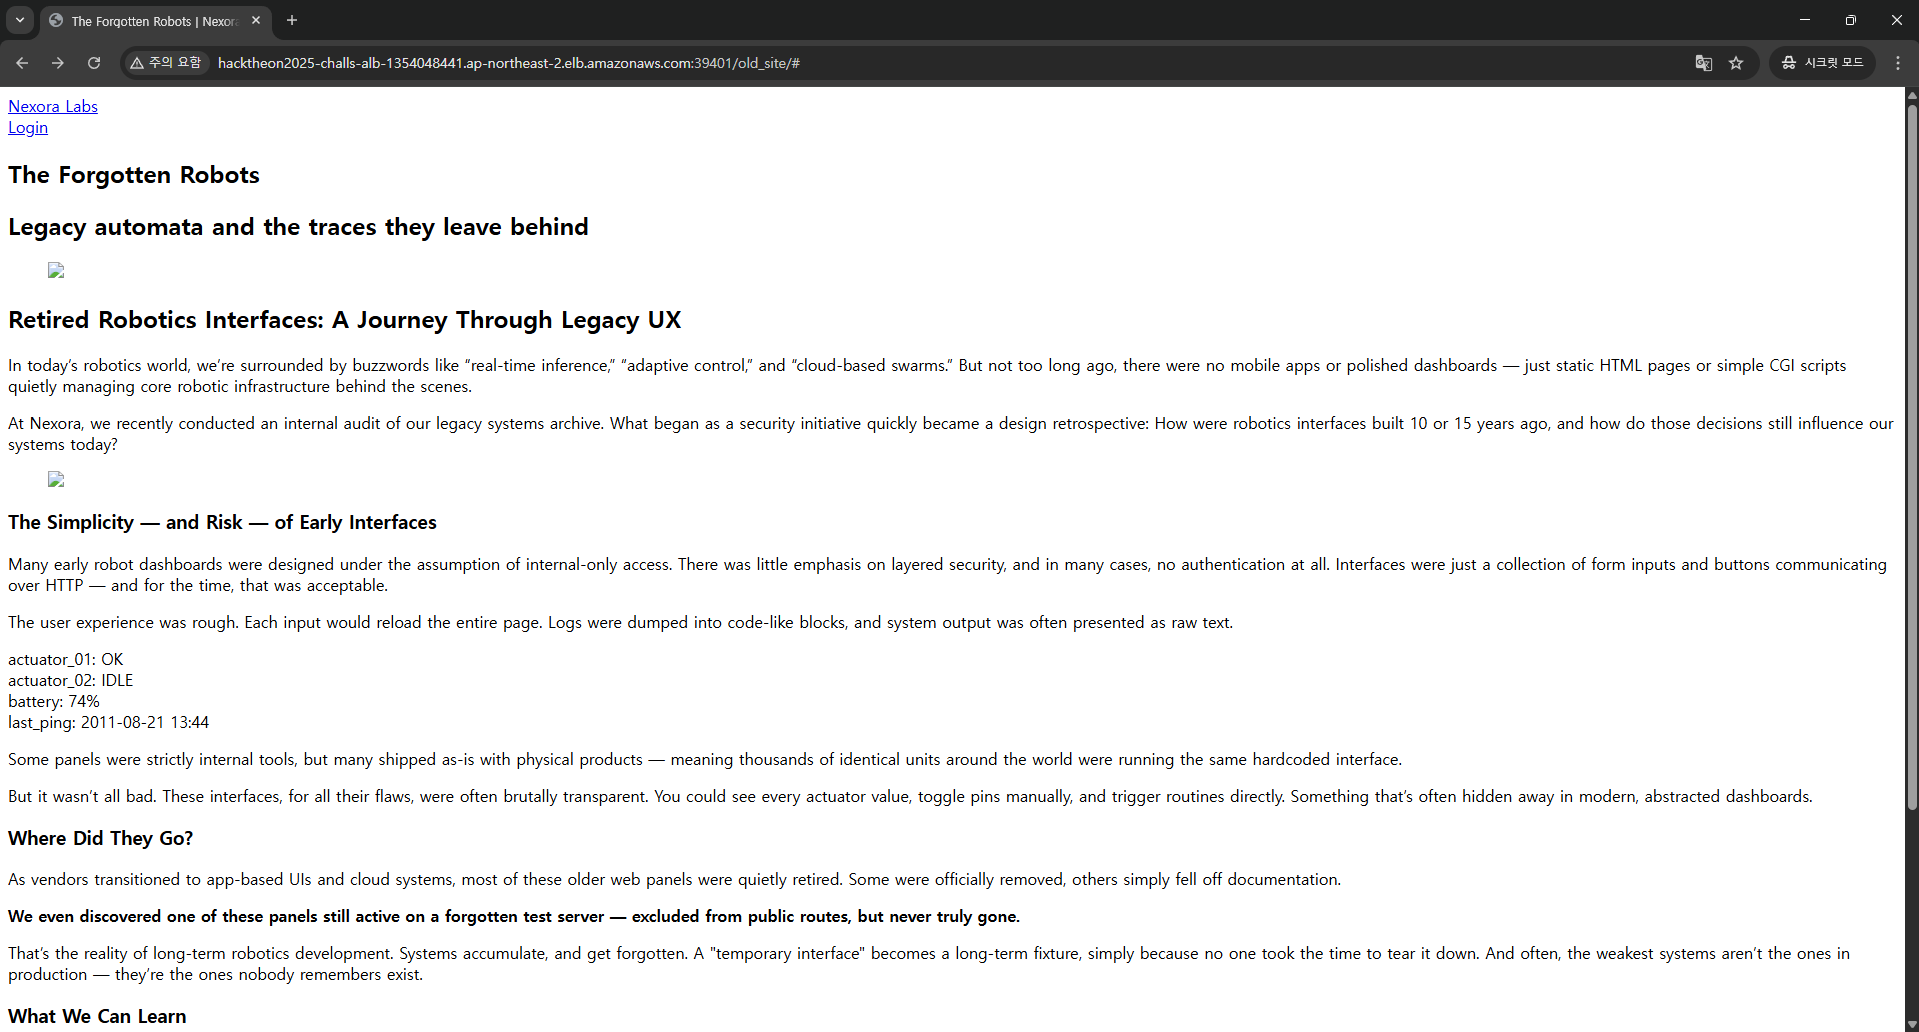 The Forgotten Robots | Nexora
주의 요함
hacktheon2025-challs-alb-1354048441.ap-northeast-2.elb.amazonaws.com:39401/old_site/#
시크릿 모드
Nexora Labs
Login
The Forgotten Robots
Legacy automata and the traces they leave behind
Retired Robotics Interfaces: A Journey Through Legacy UX
In today’s robotics world, we’re surrounded by buzzwords like “real-time inference,” “adaptive control,” and “cloud-based swarms.” But not too long ago, there were no mobile apps or polished dashboards — just static HTML pages or simple CGI scripts
quietly managing core robotic infrastructure behind the scenes.
At Nexora, we recently conducted an internal audit of our legacy systems archive. What began as a security initiative quickly became a design retrospective: How were robotics interfaces built 10 or 15 years ago, and how do those decisions still influence our
systems today?
The Simplicity — and Risk — of Early Interfaces
Many early robot dashboards were designed under the assumption of internal-only access. There was little emphasis on layered security, and in many cases, no authentication at all. Interfaces were just a collection of form inputs and buttons communicating
over HTTP — and for the time, that was acceptable.
The user experience was rough. Each input would reload the entire page. Logs were dumped into code-like blocks, and system output was often presented as raw text.
actuator_01: OK
actuator_02: IDLE
battery: 74%
last_ping: 2011-08-21 13:44
Some panels were strictly internal tools, but many shipped as-is with physical products — meaning thousands of identical units around the world were running the same hardcoded interface.
But it wasn’t all bad. These interfaces, for all their flaws, were often brutally transparent. You could see every actuator value, toggle pins manually, and trigger routines directly. Something that’s often hidden away in modern, abstracted dashboards.
Where Did They Go?
As vendors transitioned to app-based UIs and cloud systems, most of these older web panels were quietly retired. Some were officially removed, others simply fell off documentation.
We even discovered one of these panels still active on a forgotten test server — excluded from public routes, but never truly gone.
That’s the reality of long-term robotics development. Systems accumulate, and get forgotten. A "temporary interface" becomes a long-term fixture, simply because no one took the time to tear it down. And often, the weakest systems aren’t the ones in
production — they’re the ones nobody remembers exist.
What We Can Learn